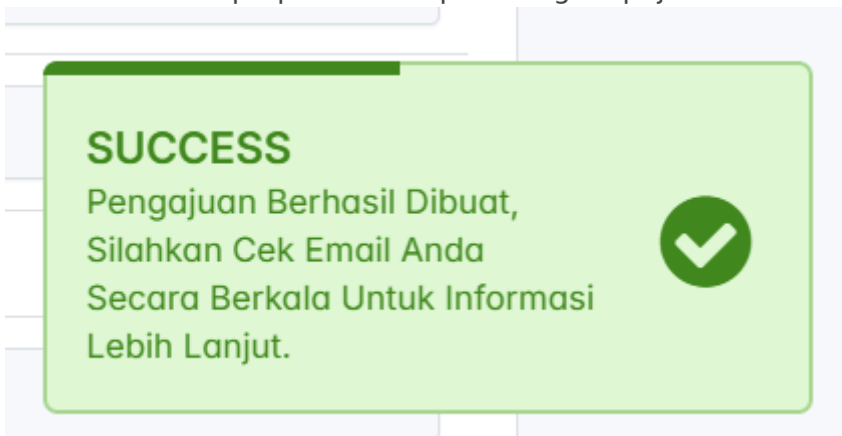 SUCCESS
Pengajuan Berhasil Dibuat,
Silahkan Cek Email Anda
Secara Berkala Untuk Informasi
Lebih Lanjut.